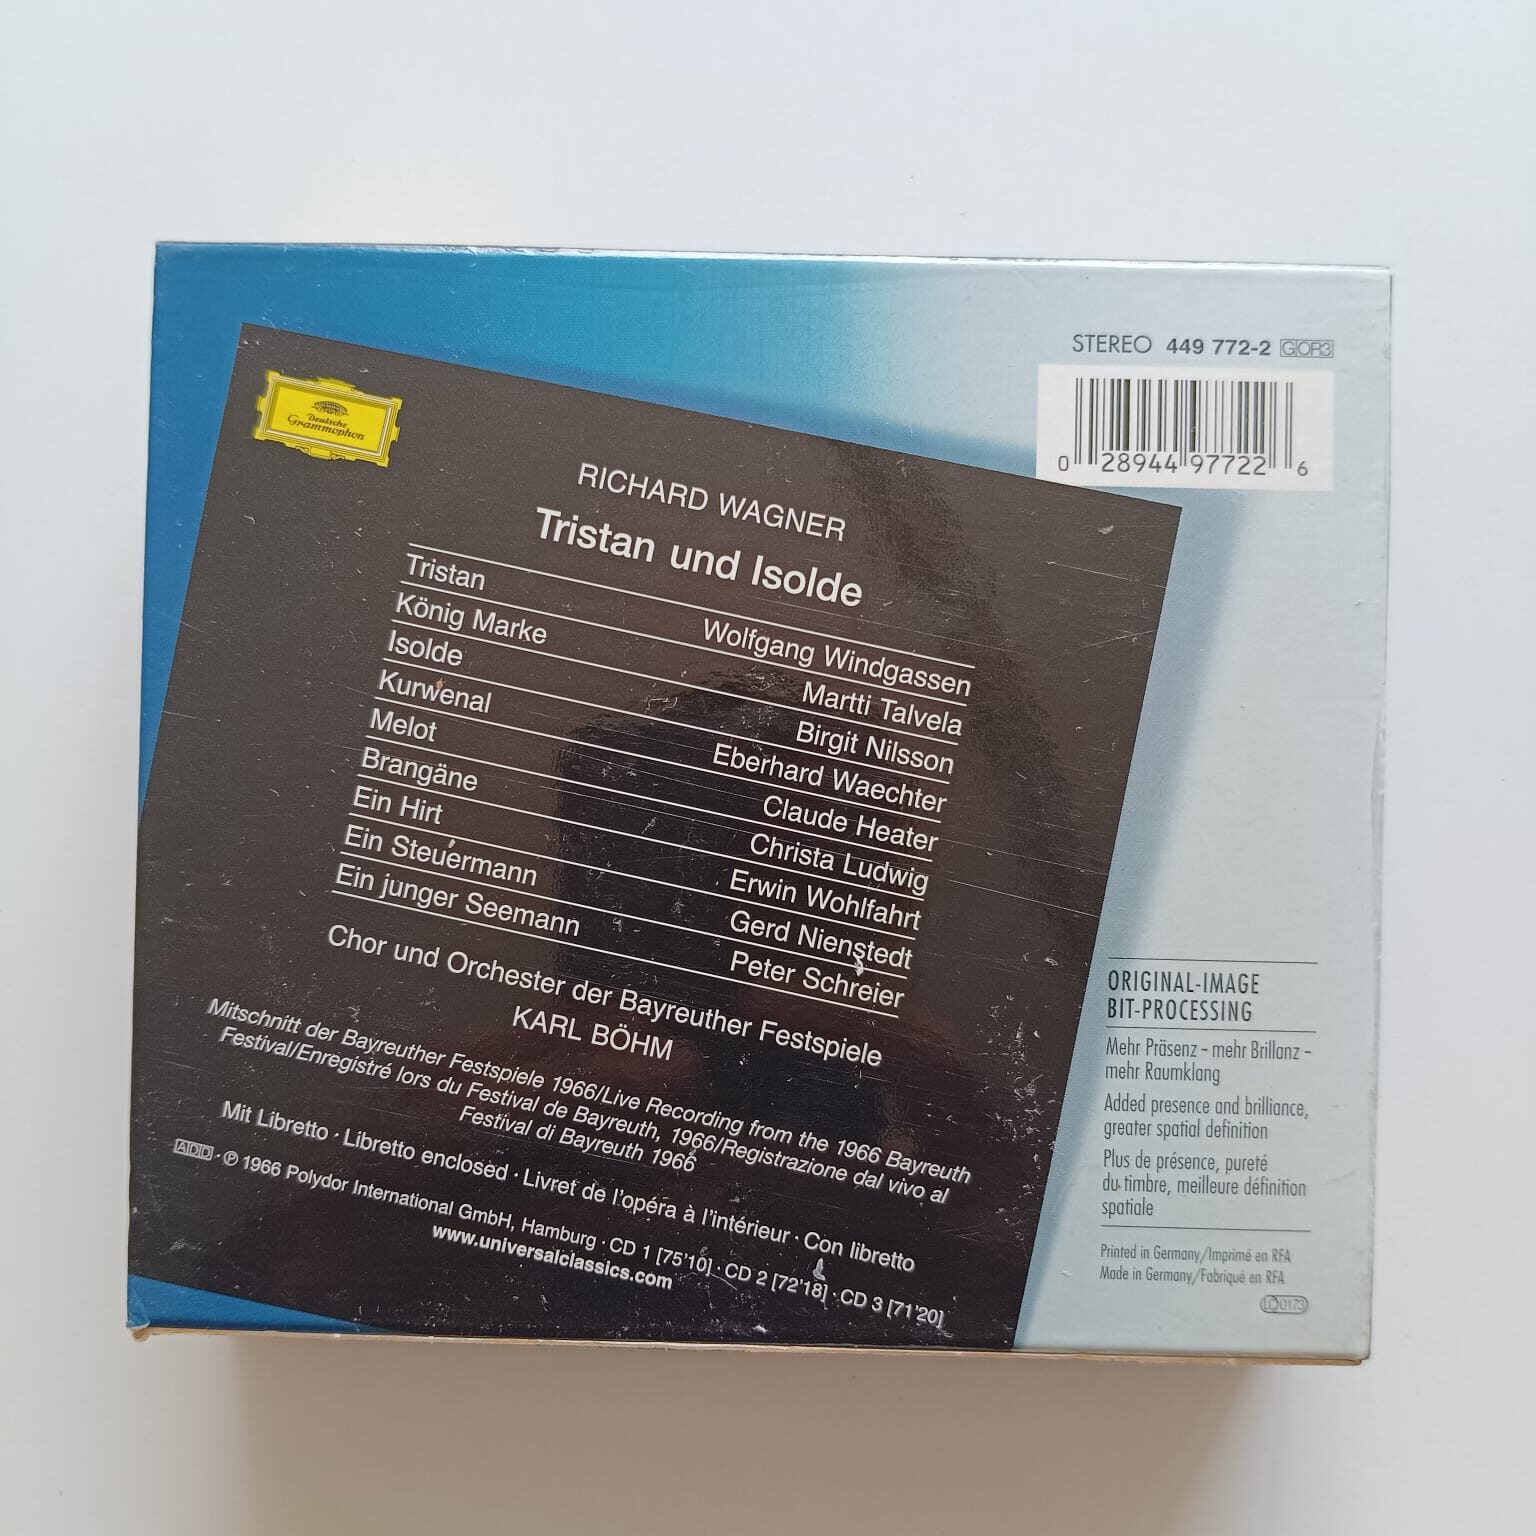 STEREO 449 772-2 GOR3
0 28944 97722 6
Deutsche
Grammophon
RICHARD WAGNER
Tristan und Isolde
Tristan Wolfgang Windgassen
König Marke Martti Talvela
Isolde Birgit Nilsson
Kurwenal Eberhard Waechter
Melot Claude Heater
Brangäne Christa Ludwig
Ein Hirt Erwin Wohlfahrt
Ein Steuermann Gerd Nienstedt
Ein junger Seemann Peter Schreier
Chor und Orchester der Bayreuther Festspiele
KARL BÖHM
Mitschnitt der Bayreuther Festspiele 1966/Live Recording from the 1966 Bayreuth
Festival/Enregistré lors du Festival de Bayreuth, 1966/Registrazione dal vivo al
Festival di Bayreuth 1966
Mit Libretto · Libretto enclosed · Livret de l'opéra à l'intérieur · Con libretto
ADD · ℗ 1966 Polydor International GmbH, Hamburg · CD 1 [75'10] · CD 2 [72'18] · CD 3 [71'20]
www.universalclassics.com
ORIGINAL-IMAGE
BIT-PROCESSING
Mehr Präsenz - mehr Brillanz -
mehr Raumklang
Added presence and brilliance,
greater spatial definition
Plus de présence, pureté
du timbre, meilleure définition
spatiale
Printed in Germany/Imprimé en RFA
Made in Germany/Fabriqué en RFA
LC 0173